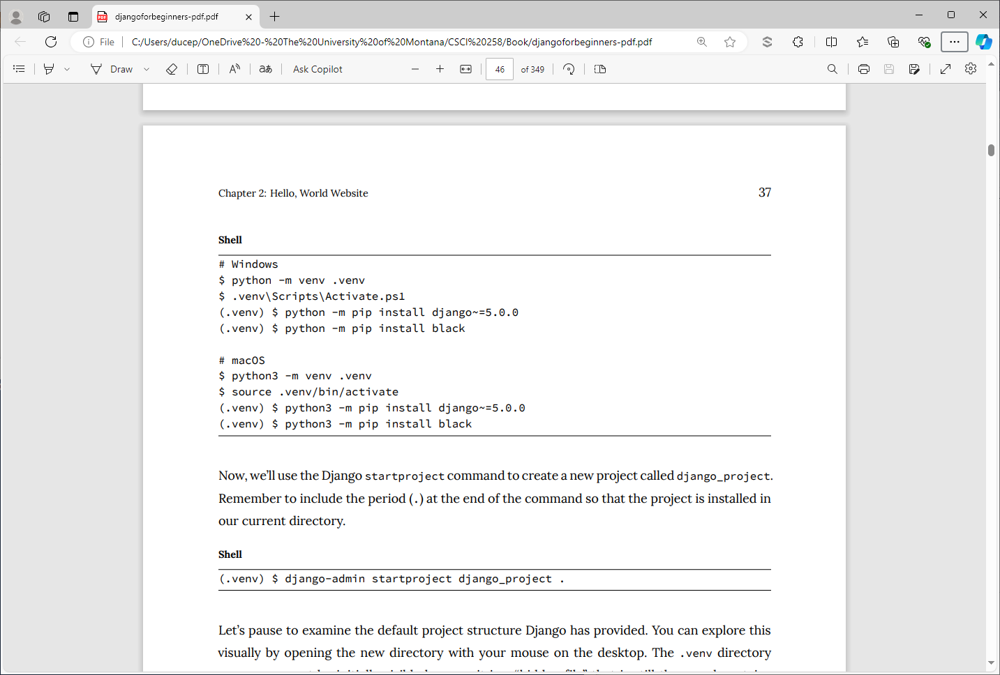 djangoforbeginners-pdf.pdf
File
C:/Users/ducep/OneDrive%20-%20The%20University%20of%20Montana/CSCI%20258/Book/djangoforbeginners-pdf.pdf
Draw
aあ
Ask Copilot
46
of 349
Chapter 2: Hello, World Website
37
Shell
# Windows
$ python -m venv .venv
$ .venv\Scripts\Activate.ps1
(.venv) $ python -m pip install django~=5.0.0
(.venv) $ python -m pip install black
# macOS
$ python3 -m venv .venv
$ source .venv/bin/activate
(.venv) $ python3 -m pip install django~=5.0.0
(.venv) $ python3 -m pip install black
Now, we’ll use the Django startproject command to create a new project called django_project.
Remember to include the period (.) at the end of the command so that the project is installed in
our current directory.
Shell
(.venv) $ django-admin startproject django_project .
Let’s pause to examine the default project structure Django has provided. You can explore this
visually by opening the new directory with your mouse on the desktop. The .venv directory